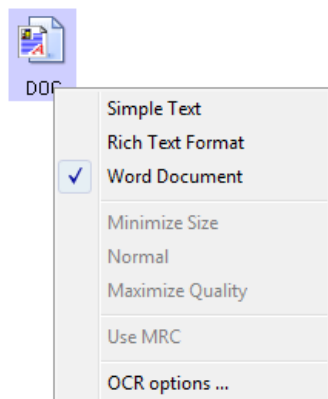 DOC
Simple Text
Rich Text Format
Word Document
Minimize Size
Normal
Maximize Quality
Use MRC
OCR options ...